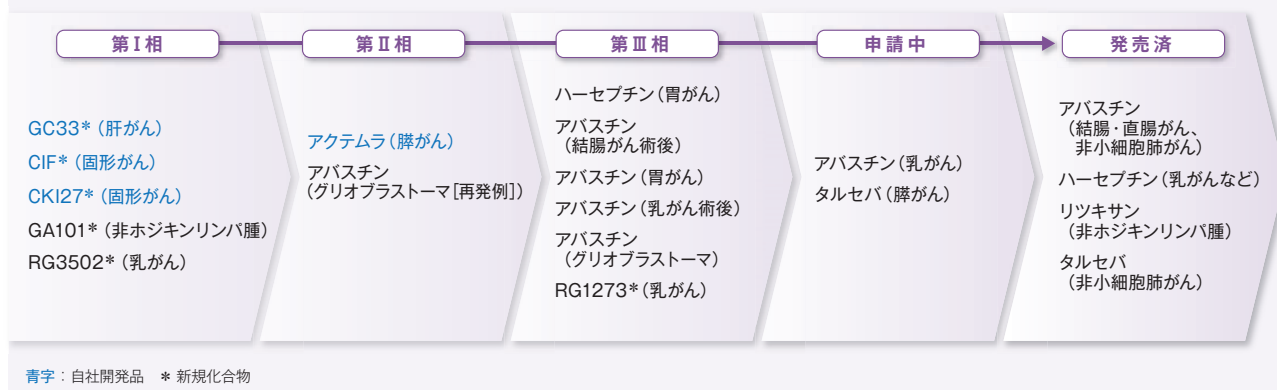 第Ⅰ相
第Ⅱ相
第Ⅲ相
申請中
発売済
GC33*（肝がん）
CIF*（固形がん）
CKI27*（固形がん）
GA101*（非ホジキンリンパ腫）
RG3502*（乳がん）
アクテムラ（膵がん）
アバスチン
（グリオブラストーマ[再発例]）
ハーセプチン（胃がん）
アバスチン
（結腸がん術後）
アバスチン（胃がん）
アバスチン（乳がん術後）
アバスチン
（グリオブラストーマ）
RG1273*（乳がん）
アバスチン（乳がん）
タルセバ（膵がん）
アバスチン
（結腸・直腸がん、
非小細胞肺がん）
ハーセプチン（乳がんなど）
リツキサン
（非ホジキンリンパ腫）
タルセバ
（非小細胞肺がん）
青字：自社開発品 * 新規化合物